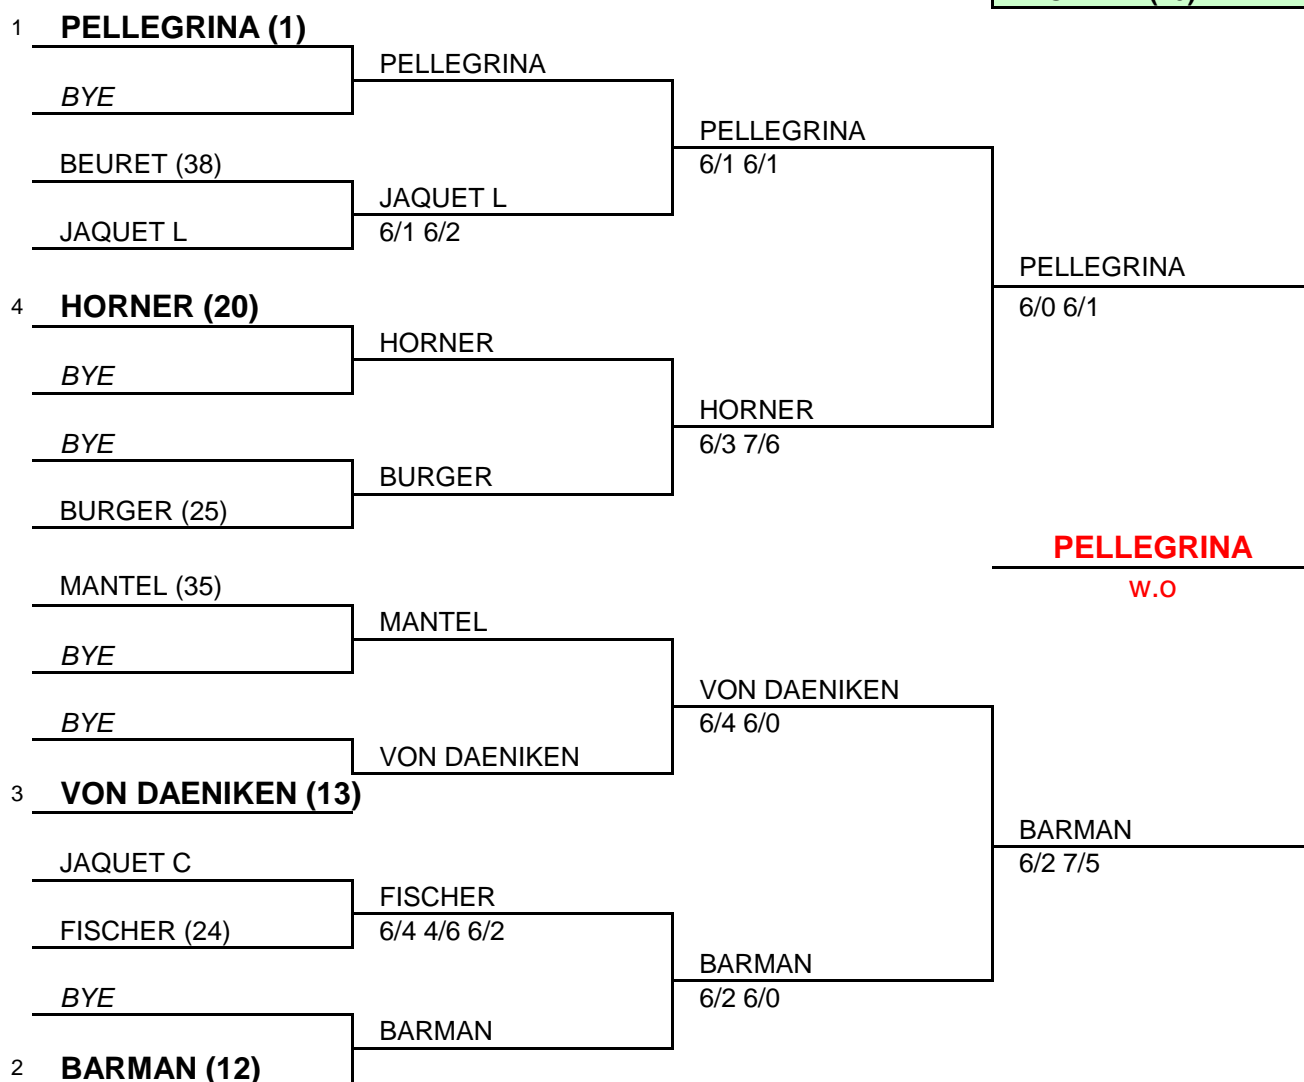 1 PELLEGRINA (1)
PELLEGRINA
BYE
PELLEGRINA
6/1 6/1
BEURET (38)
JAQUET L
6/1 6/2
JAQUET L
PELLEGRINA
6/0 6/1
4 HORNER (20)
HORNER
BYE
HORNER
6/3 7/6
BYE
BURGER
BURGER (25)
PELLEGRINA
w.o
MANTEL (35)
MANTEL
BYE
VON DAENIKEN
6/4 6/0
BYE
VON DAENIKEN
3 VON DAENIKEN (13)
BARMAN
6/2 7/5
JAQUET C
FISCHER
6/4 4/6 6/2
FISCHER (24)
BARMAN
6/2 6/0
BYE
BARMAN
2 BARMAN (12)